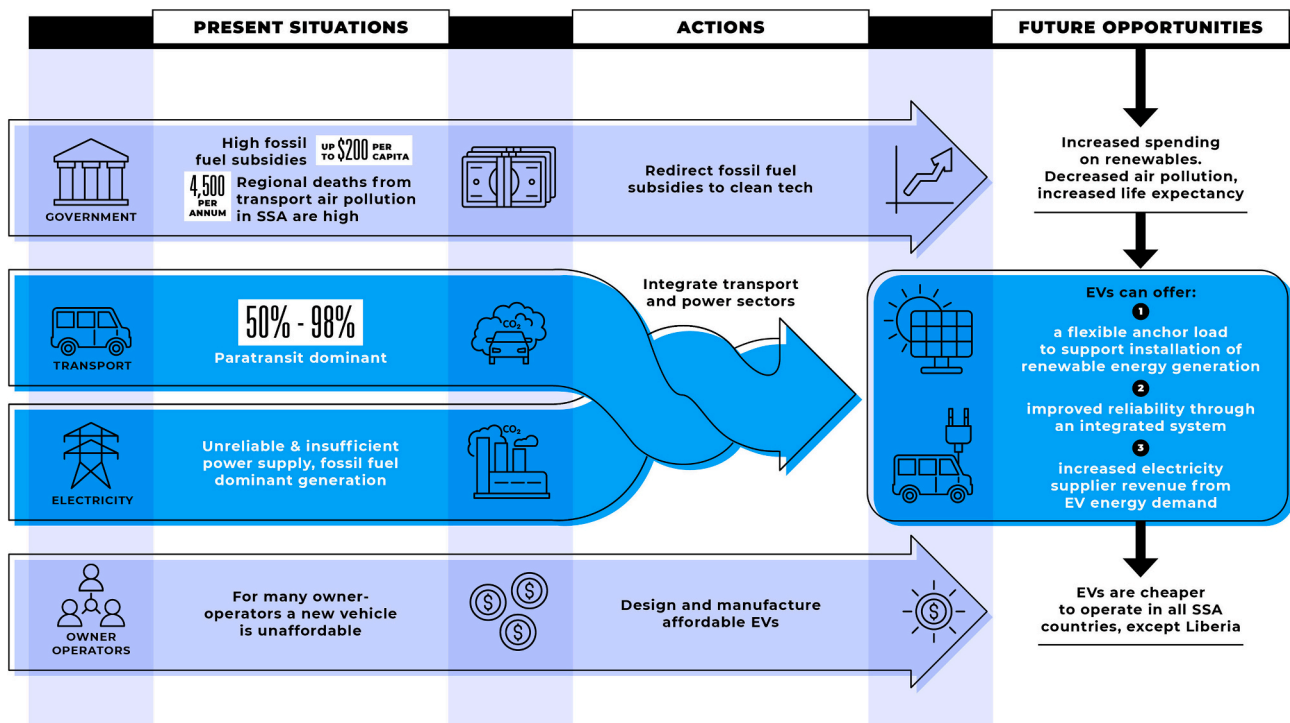 PRESENT SITUATIONS
ACTIONS
FUTURE OPPORTUNITIES
GOVERNMENT
High fossil
fuel subsidies
UP TO $200 PER CAPITA
4,500 PER ANNUM
Regional deaths from
transport air pollution
in SSA are high
Redirect fossil fuel
subsidies to clean tech
Increased spending
on renewables.
Decreased air pollution,
increased life expectancy
TRANSPORT
50% - 98%
Paratransit dominant
CO₂
Integrate transport
and power sectors
ELECTRICITY
Unreliable & insufficient
power supply, fossil fuel
dominant generation
CO₂
EVs can offer:
1
a flexible anchor load
to support installation of
renewable energy generation
2
improved reliability through
an integrated system
3
increased electricity
supplier revenue from
EV energy demand
OWNER
OPERATORS
For many owner-
operators a new vehicle
is unaffordable
$
$
$
Design and manufacture
affordable EVs
$
EVs are cheaper
to operate in all SSA
countries, except Liberia